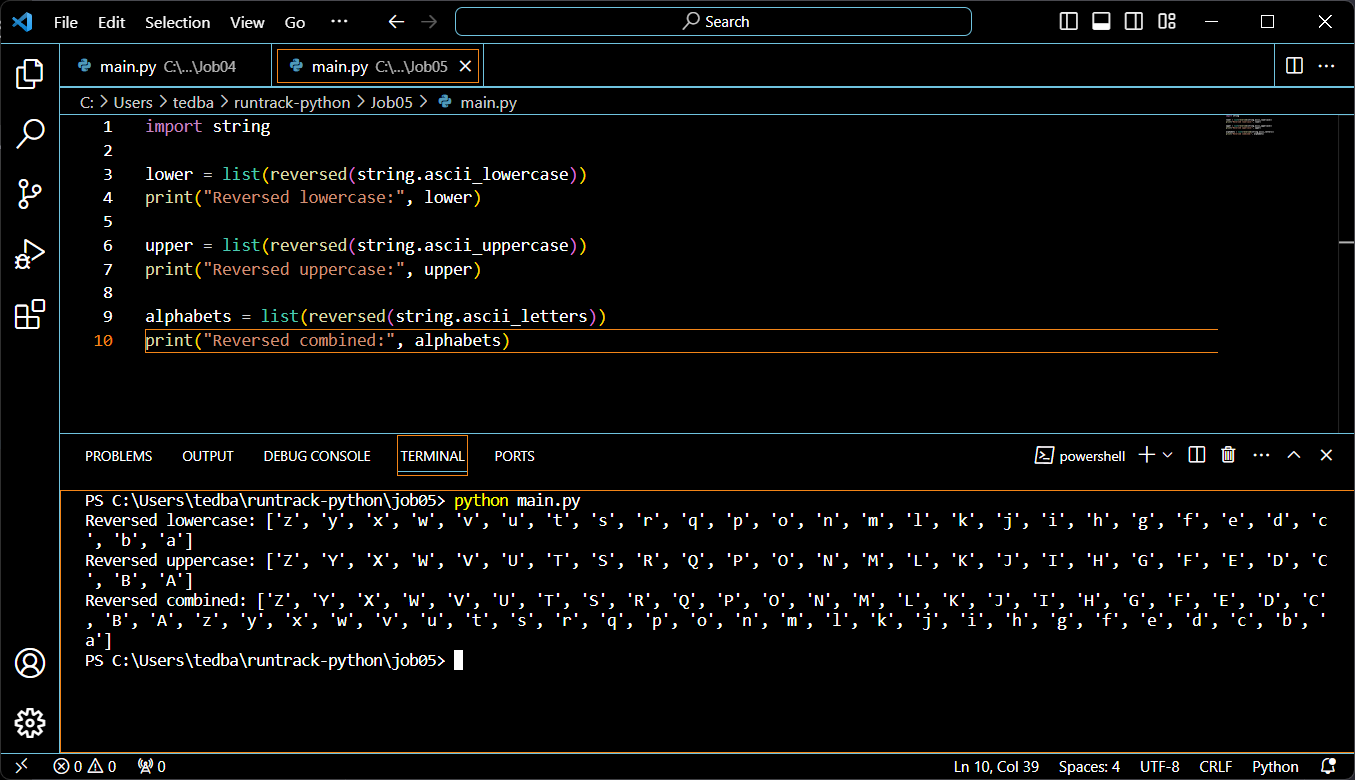 File Edit Selection View Go ··· Search
main.py C:\...\Job04 main.py C:\...\Job05
C: > Users > tedba > runtrack-python > Job05 > main.py
1 import string
2
3 lower = list(reversed(string.ascii_lowercase))
4 print("Reversed lowercase:", lower)
5
6 upper = list(reversed(string.ascii_uppercase))
7 print("Reversed uppercase:", upper)
8
9 alphabets = list(reversed(string.ascii_letters))
10 print("Reversed combined:", alphabets)
PROBLEMS OUTPUT DEBUG CONSOLE TERMINAL PORTS powershell
PS C:\Users\tedba\runtrack-python\job05> python main.py
Reversed lowercase: ['z', 'y', 'x', 'w', 'v', 'u', 't', 's', 'r', 'q', 'p', 'o', 'n', 'm', 'l', 'k', 'j', 'i', 'h', 'g', 'f', 'e', 'd', 'c
', 'b', 'a']
Reversed uppercase: ['Z', 'Y', 'X', 'W', 'V', 'U', 'T', 'S', 'R', 'Q', 'P', 'O', 'N', 'M', 'L', 'K', 'J', 'I', 'H', 'G', 'F', 'E', 'D', 'C
', 'B', 'A']
Reversed combined: ['Z', 'Y', 'X', 'W', 'V', 'U', 'T', 'S', 'R', 'Q', 'P', 'O', 'N', 'M', 'L', 'K', 'J', 'I', 'H', 'G', 'F', 'E', 'D', 'C'
, 'B', 'A', 'z', 'y', 'x', 'w', 'v', 'u', 't', 's', 'r', 'q', 'p', 'o', 'n', 'm', 'l', 'k', 'j', 'i', 'h', 'g', 'f', 'e', 'd', 'c', 'b', '
a']
PS C:\Users\tedba\runtrack-python\job05>
0 0 0 Ln 10, Col 39 Spaces: 4 UTF-8 CRLF Python